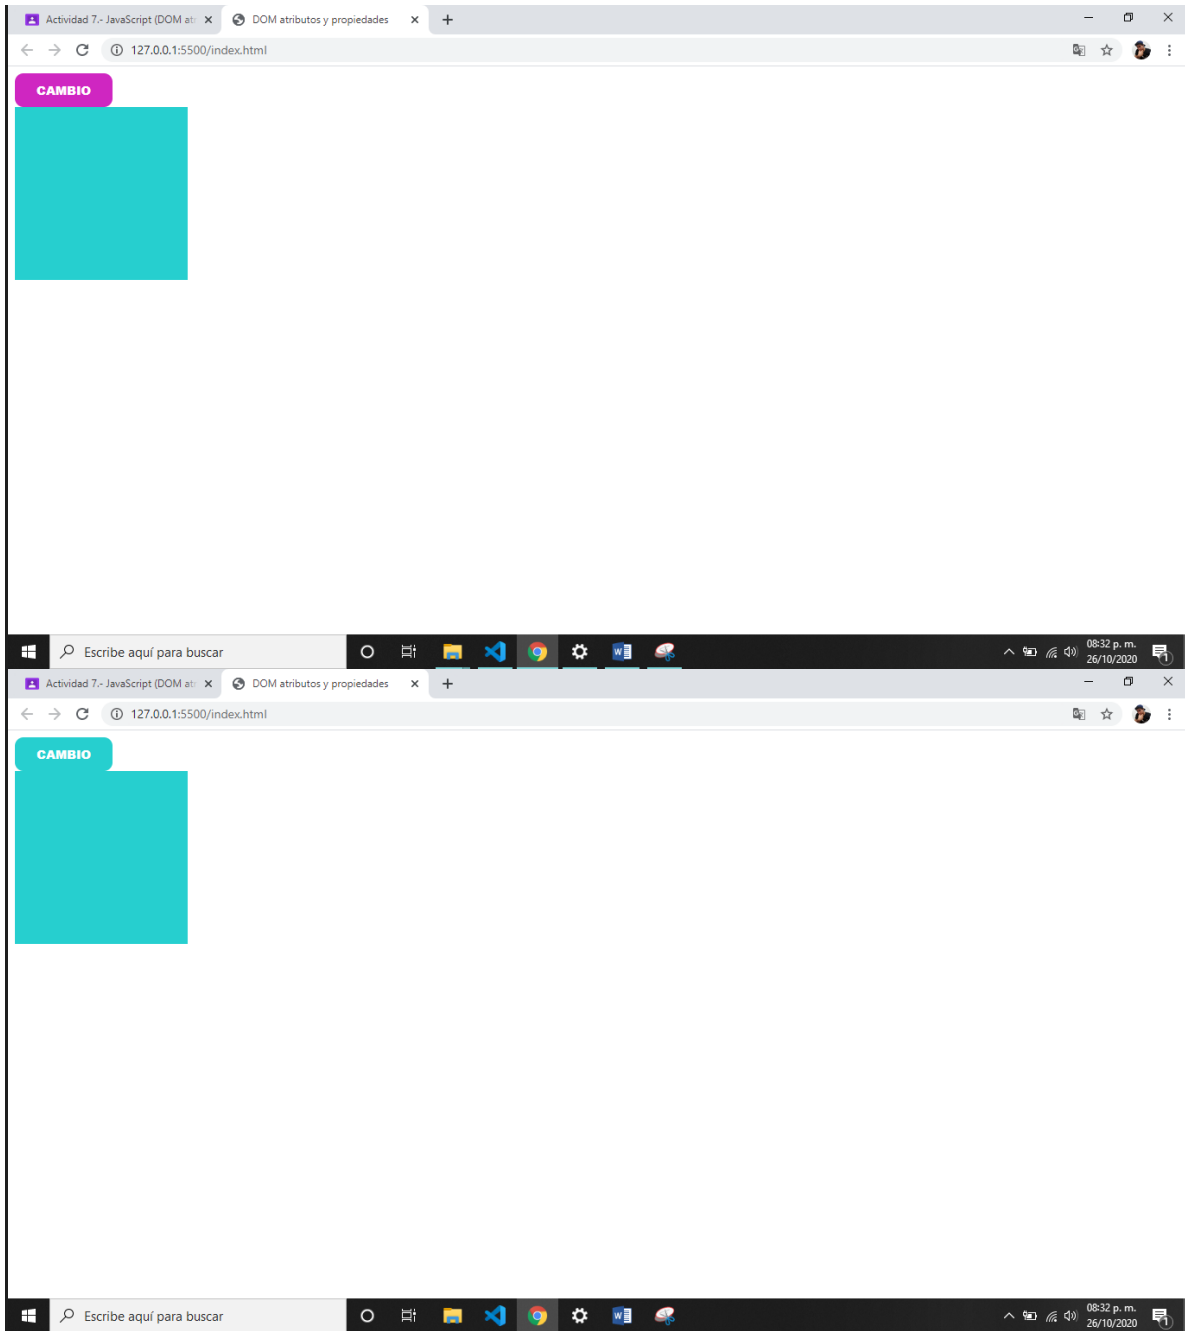 Actividad 7.- JavaScript (DOM at
DOM atributos y propiedades
127.0.0.1:5500/index.html
CAMBIO
Escribe aquí para buscar
08:32 p. m.
26/10/2020
1
Actividad 7.- JavaScript (DOM at
DOM atributos y propiedades
127.0.0.1:5500/index.html
CAMBIO
Escribe aquí para buscar
08:32 p. m.
26/10/2020
1